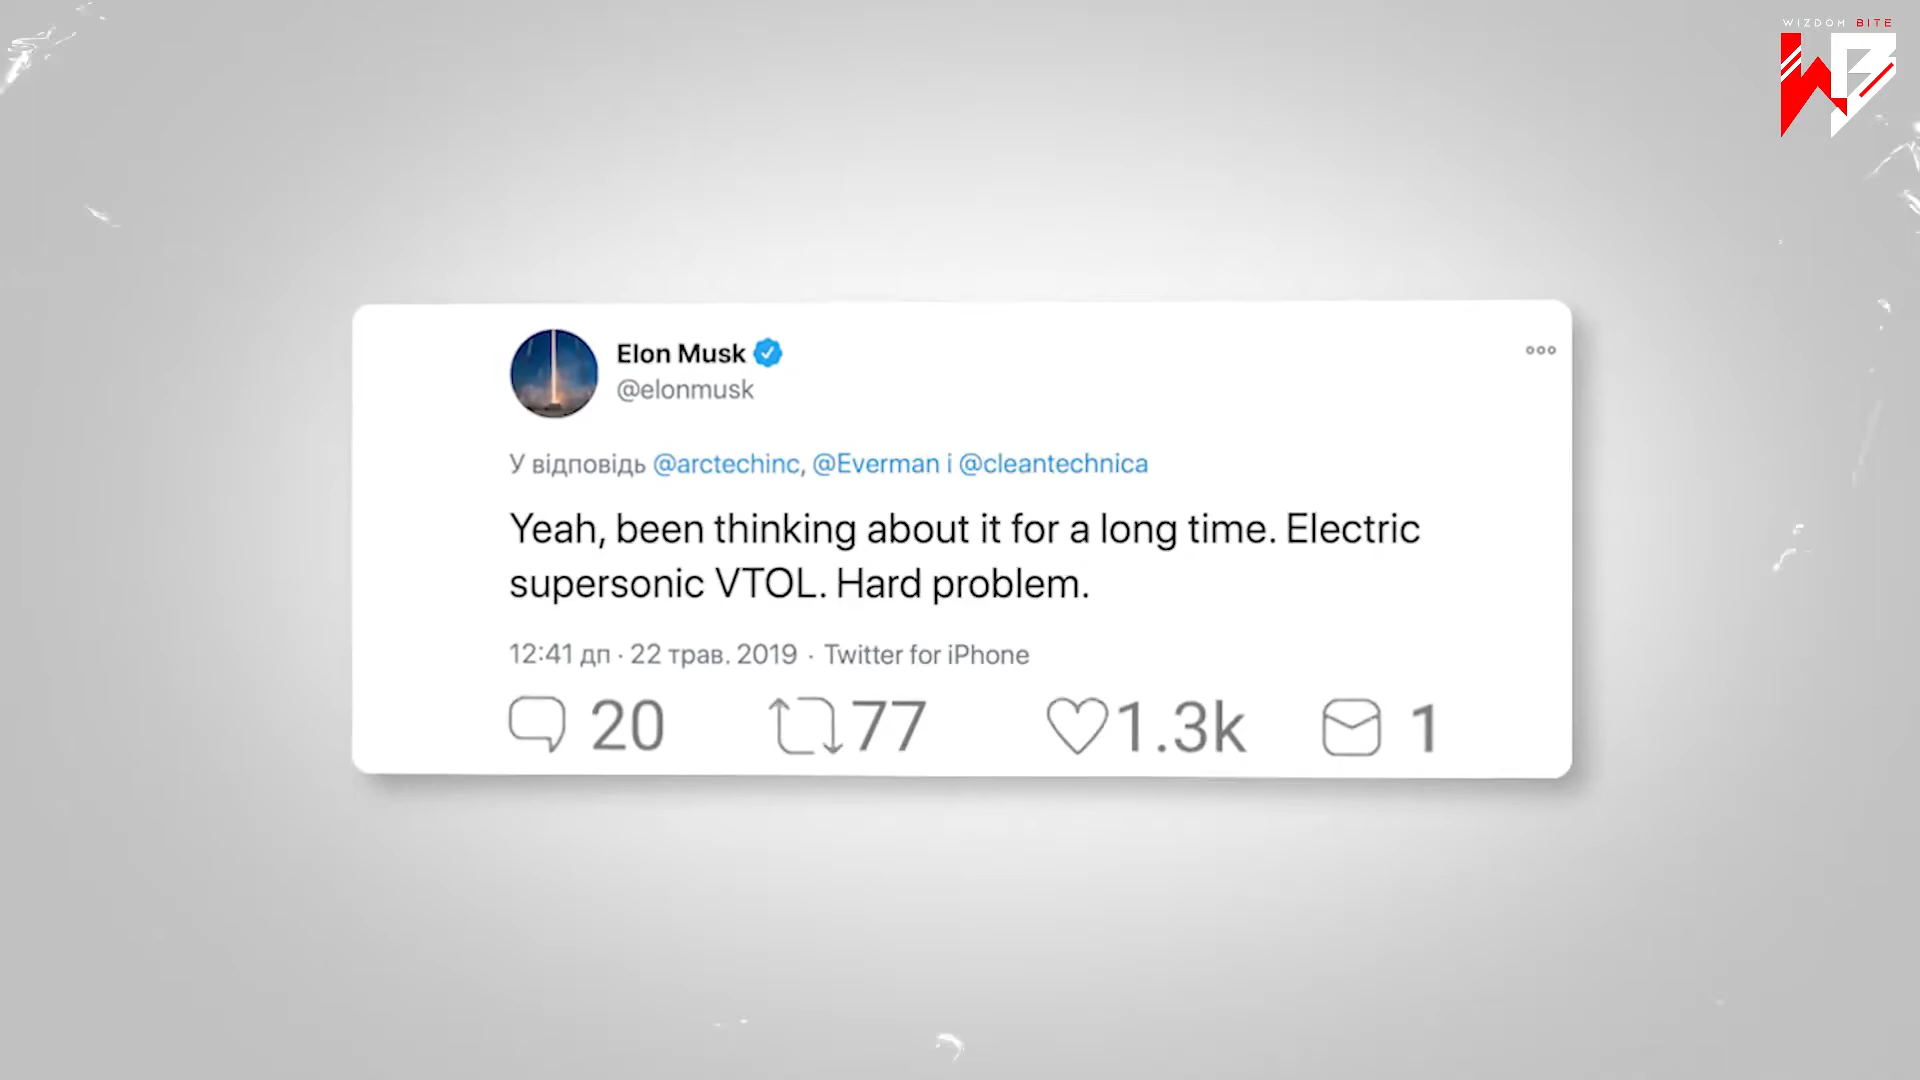 WIZDOM BITE
WB
Elon Musk
@elonmusk
У відповідь @arctechinc, @Everman і @cleantechnica
Yeah, been thinking about it for a long time. Electric
supersonic VTOL. Hard problem.
12:41 дп · 22 трав. 2019 · Twitter for iPhone
20 77 1.3k 1